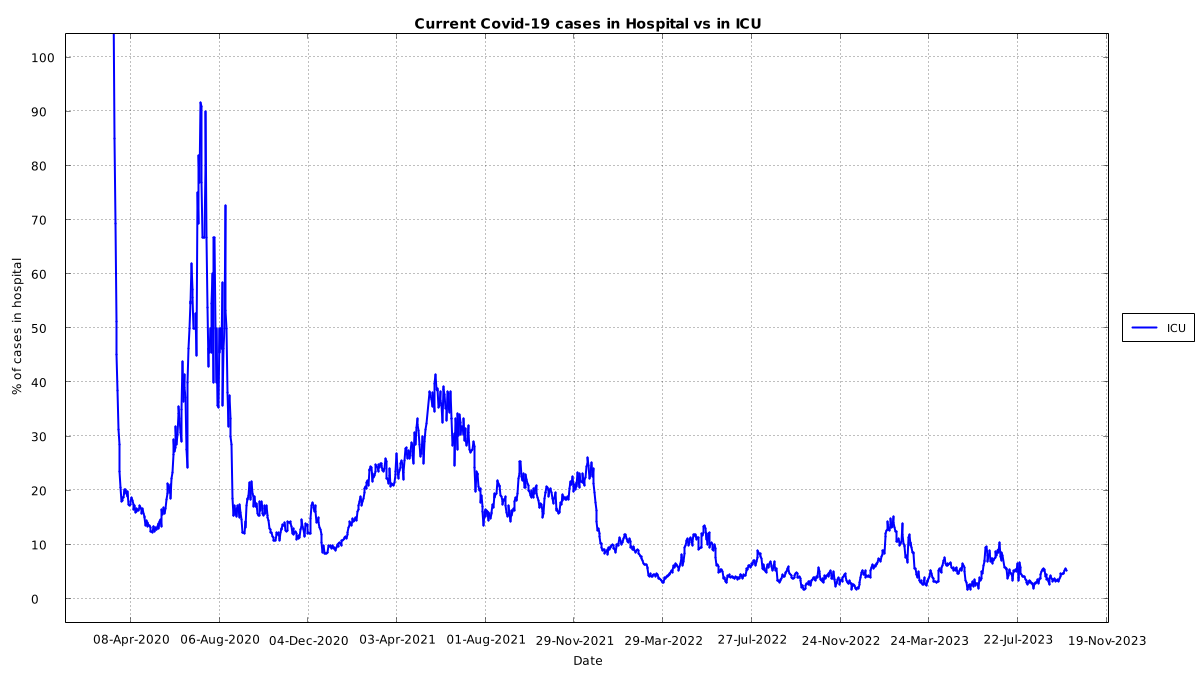 Current Covid-19 cases in Hospital vs in ICU
100
90
80
70
60
50
40
30
20
10
0
% of cases in hospital
ICU
08-Apr-2020 06-Aug-2020 04-Dec-2020 03-Apr-2021 01-Aug-2021 29-Nov-2021 29-Mar-2022 27-Jul-2022 24-Nov-2022 24-Mar-2023 22-Jul-2023 19-Nov-2023
Date